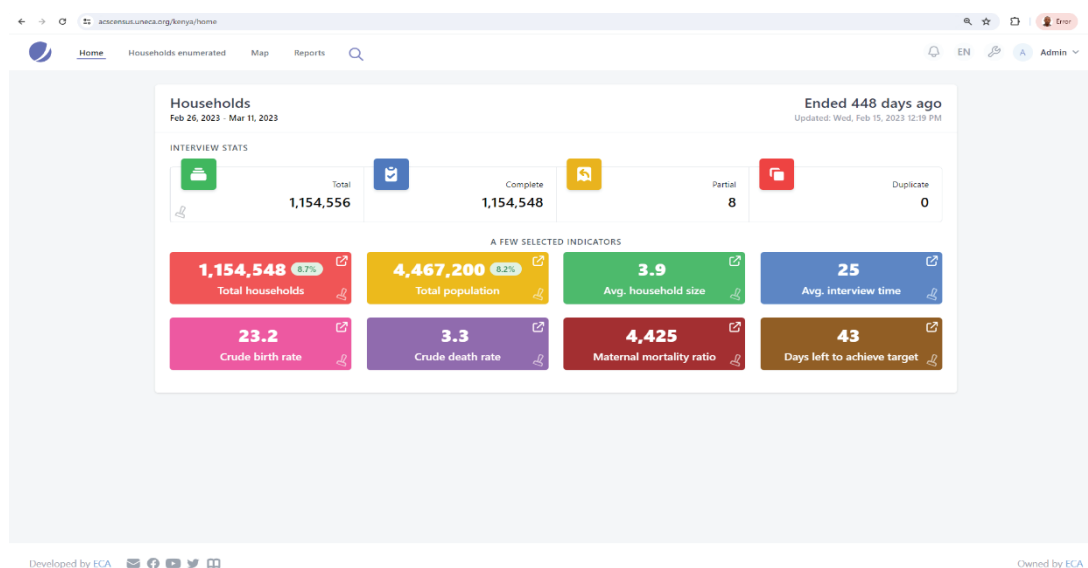 acscensus.uneca.org/kenya/home
Error
Home Households enumerated Map Reports
EN A Admin
Households
Feb 26, 2023 - Mar 11, 2023
Ended 448 days ago
Updated: Wed, Feb 15, 2023 12:19 PM
INTERVIEW STATS
Total
1,154,556
Complete
1,154,548
Partial
8
Duplicate
0
A FEW SELECTED INDICATORS
1,154,548 8.7%
Total households
4,467,200 8.2%
Total population
3.9
Avg. household size
25
Avg. interview time
23.2
Crude birth rate
3.3
Crude death rate
4,425
Maternal mortality ratio
43
Days left to achieve target
Developed by ECA
Owned by ECA